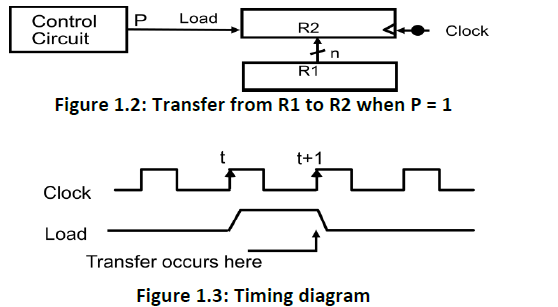 Control Circuit
P
Load
R2
Clock
n
R1
Figure 1.2: Transfer from R1 to R2 when P = 1
t
t+1
Clock
Load
Transfer occurs here
Figure 1.3: Timing diagram